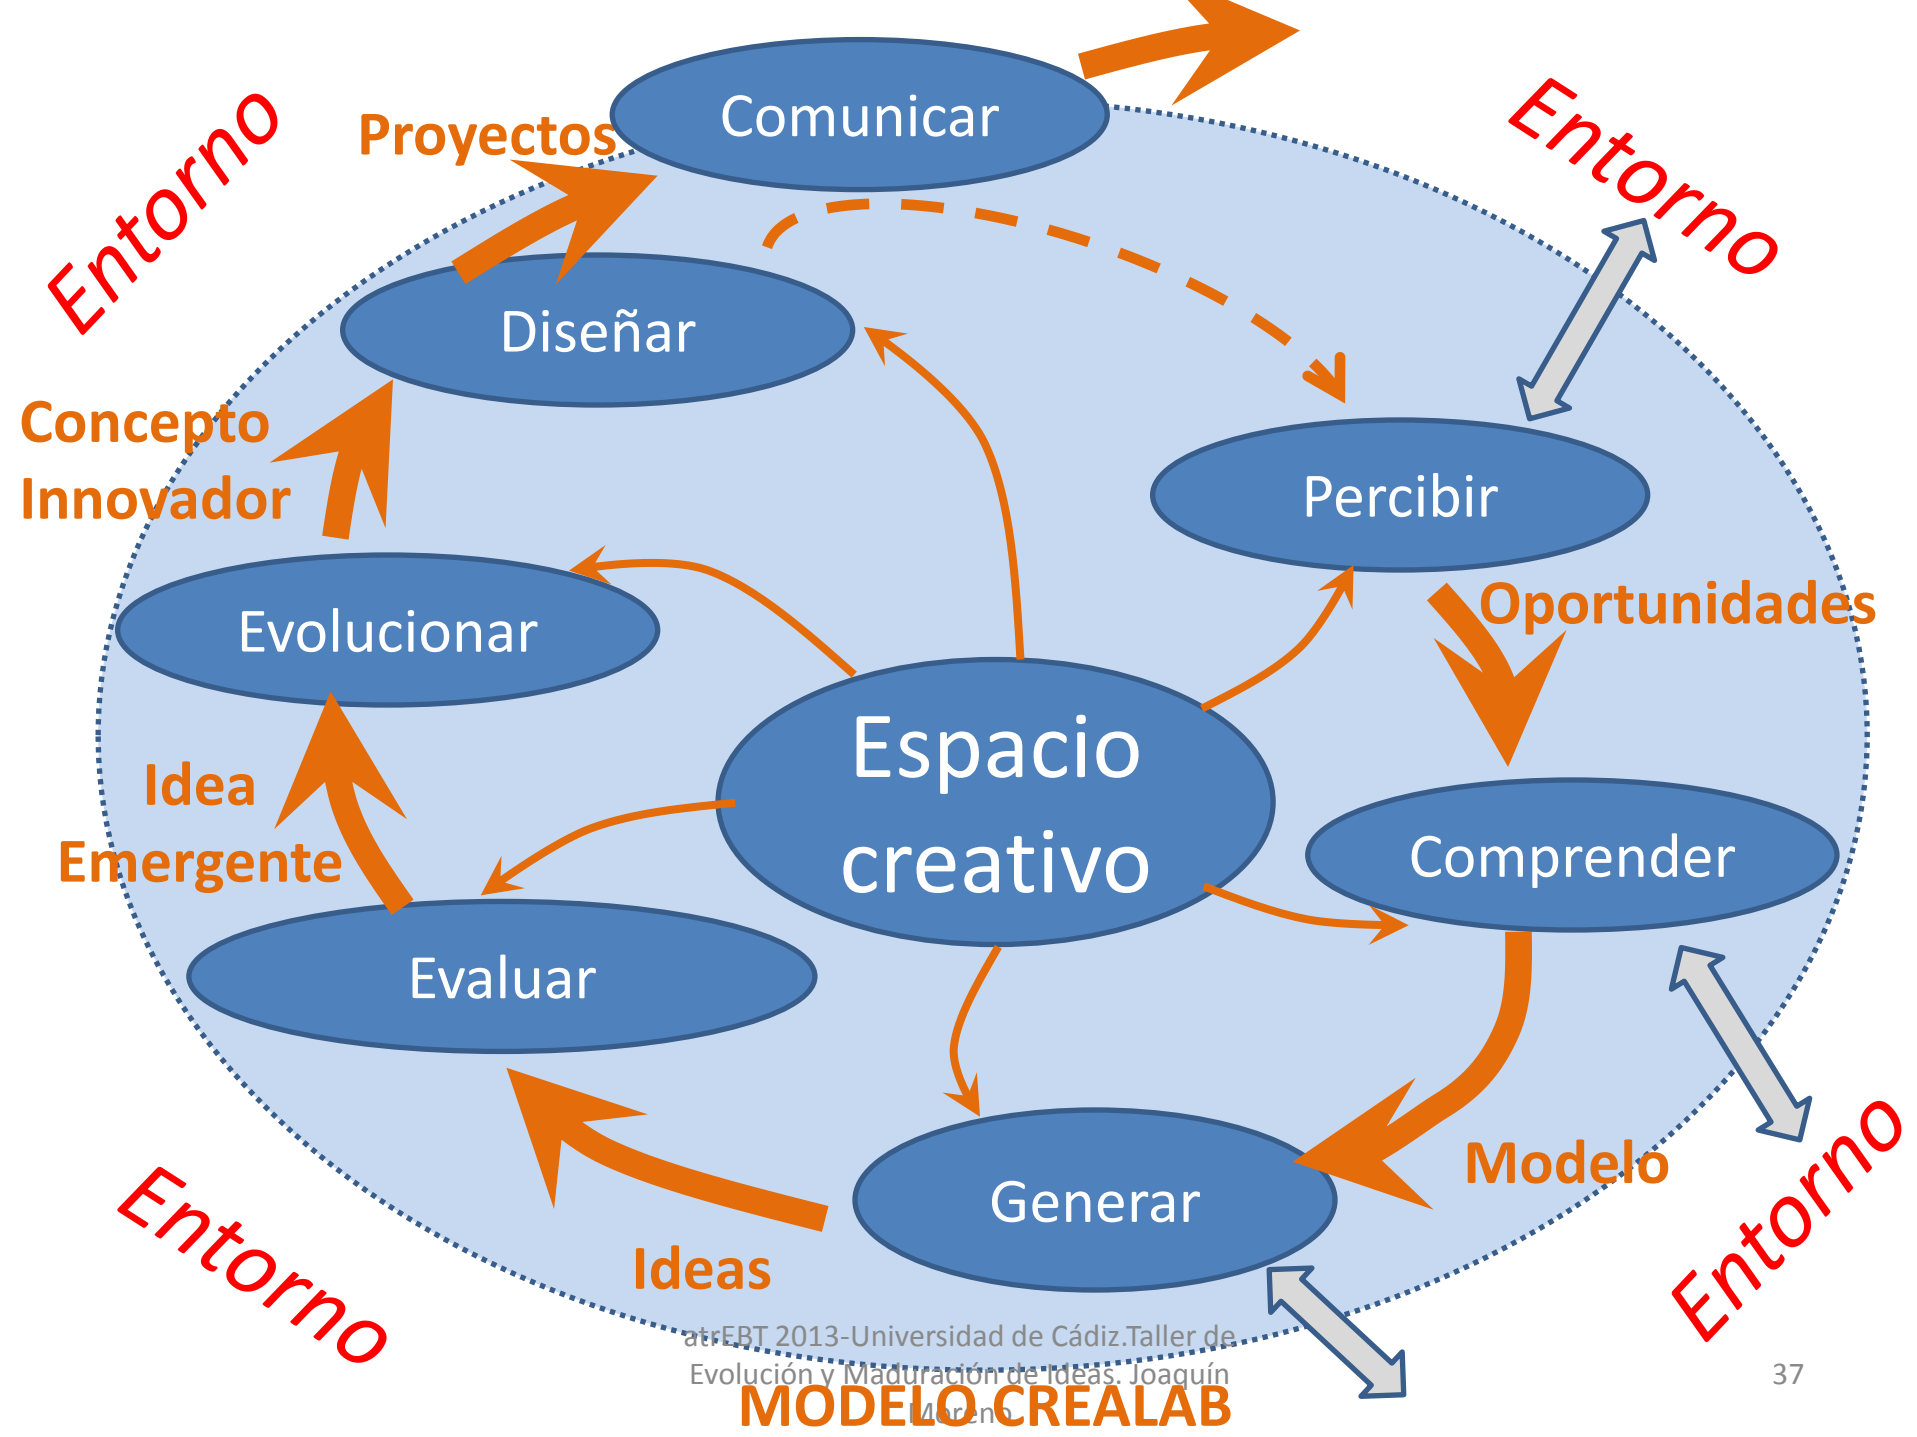 Comunicar
Proyectos
Entorno
Entorno
Diseñar
Concepto
Innovador
Percibir
Oportunidades
Evolucionar
Espacio
creativo
Idea
Emergente
Comprender
Evaluar
Modelo
Generar
Ideas
Entorno
Entorno
atrEBT 2013-Universidad de Cádiz.Taller de
Evolución y Maduración de Ideas. Joaquín
Moreno
37
MODELO CREALAB